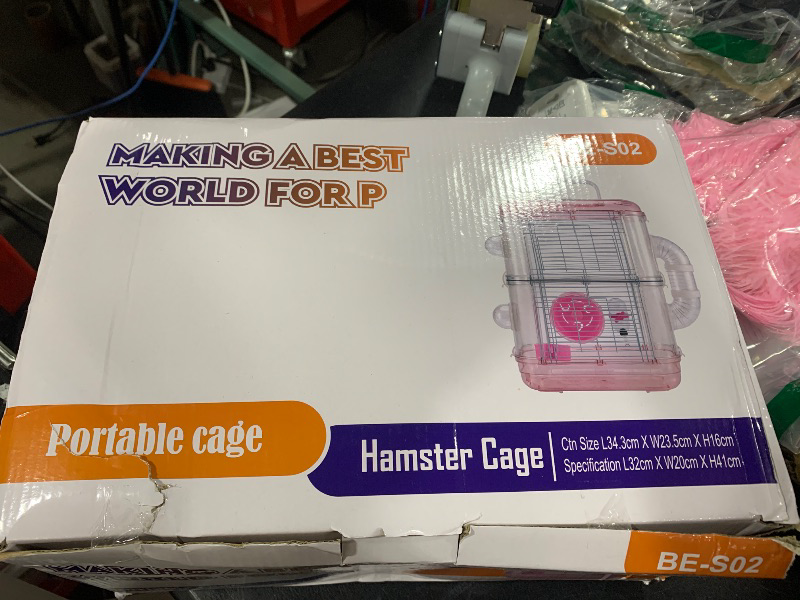 MAKING A BEST
WORLD FOR P
-S02
Portable cage
Hamster Cage
Ctn Size L34.3cm X W23.5cm X H16cm
Specification L32cm X W20cm X H41cm
BE-S02